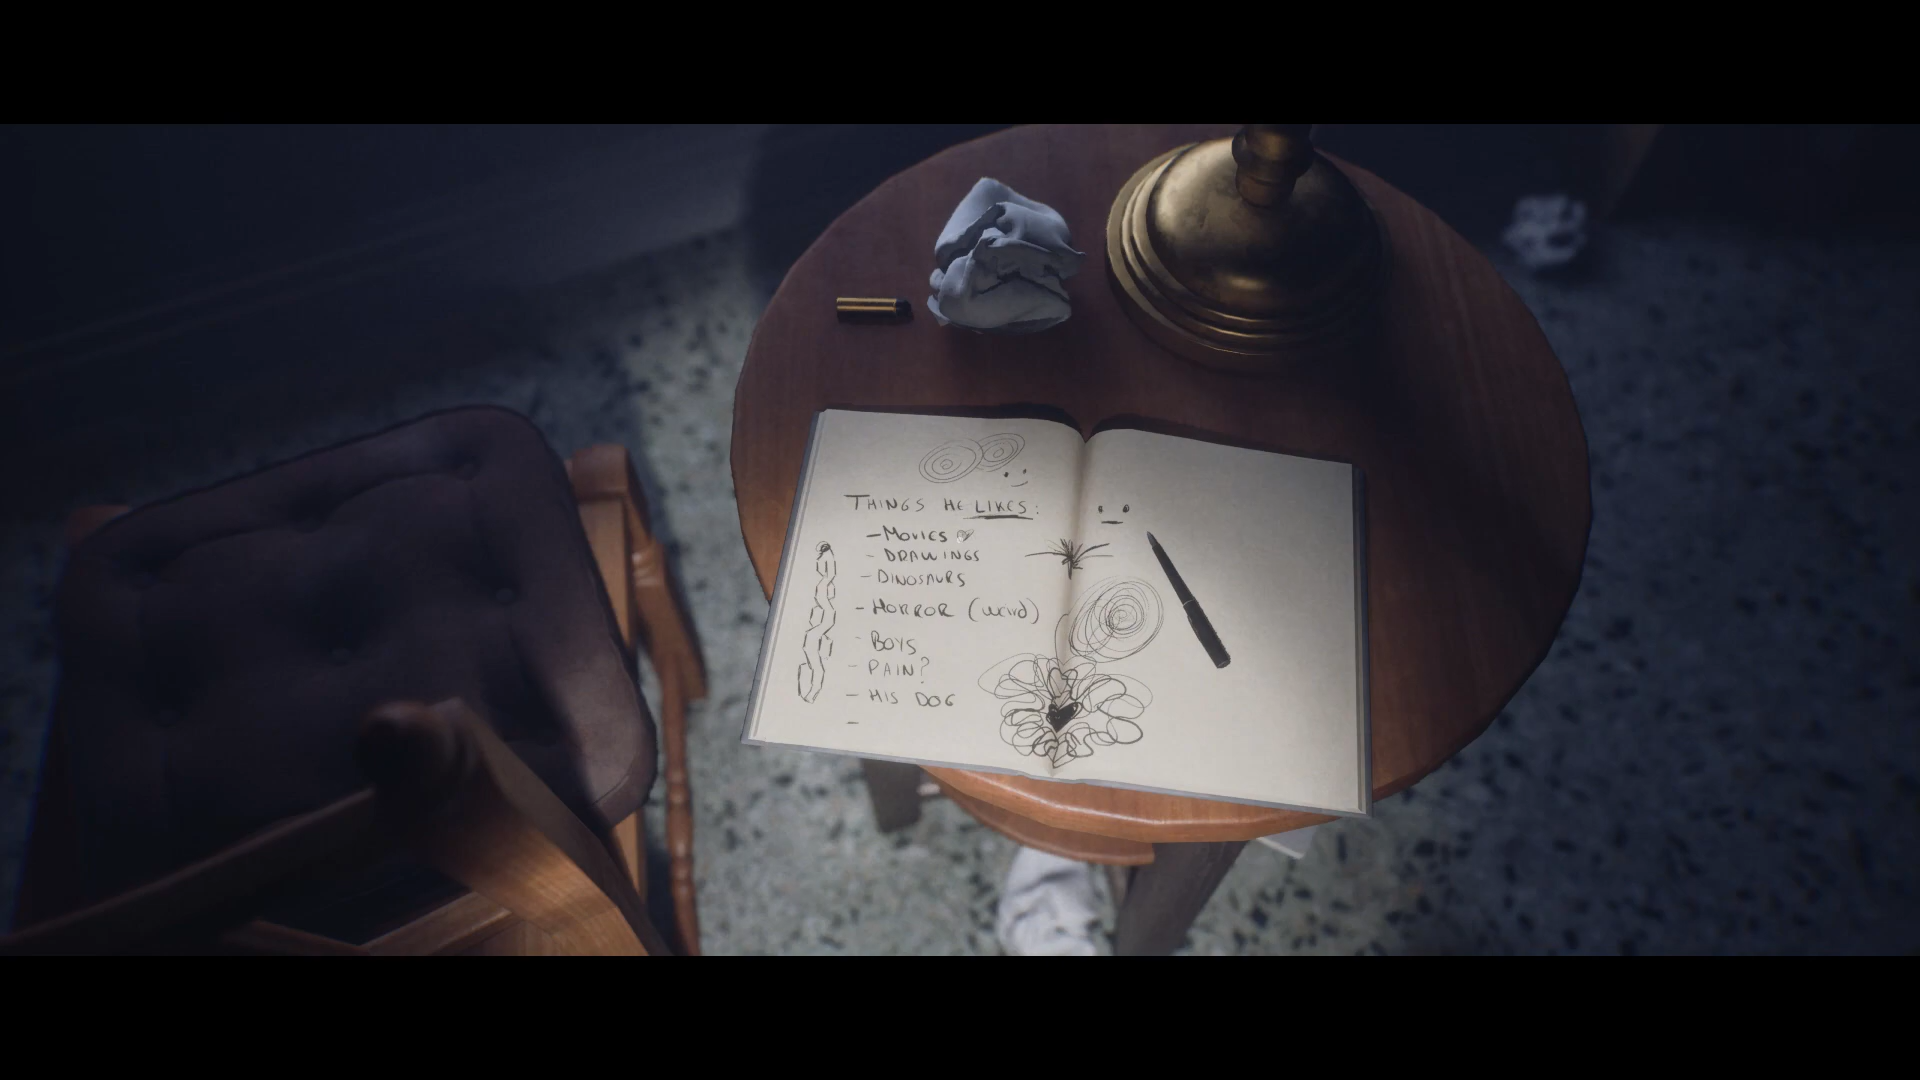 THINGS HE LIKES:
- MOVIES
- DRAWINGS
- DINOSAURS
- HORROR (weird)
- BOYS
- PAIN?
- HIS DOG
-